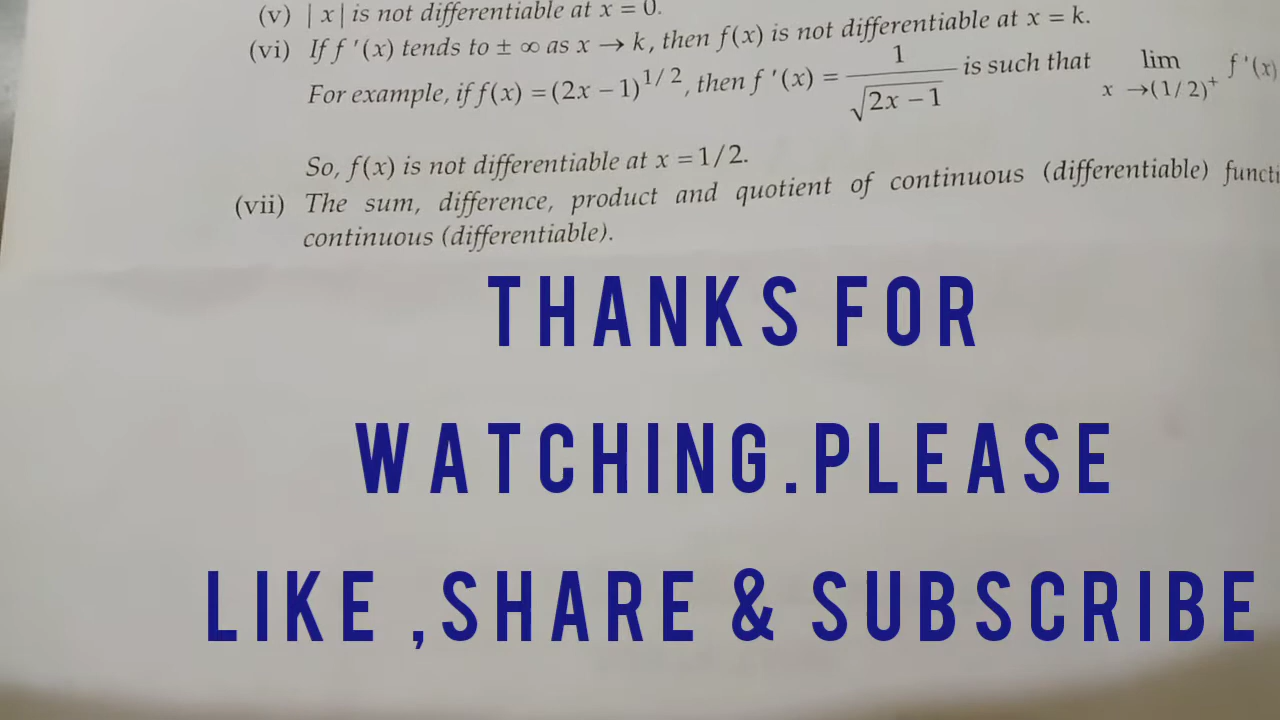 (v) | x | is not differentiable at x = 0.
(vi) If f '(x) tends to ± ∞ as x → k, then f(x) is not differentiable at x = k.
For example, if f(x) = (2x – 1)^1/2, then f '(x) = 1/√(2x – 1) is such that lim x →(1/2)⁺ f '(x)
So, f(x) is not differentiable at x = 1/2.
(vii) The sum, difference, product and quotient of continuous (differentiable) functi
continuous (differentiable).
THANKS FOR
WATCHING.PLEASE
LIKE ,SHARE & SUBSCRIBE